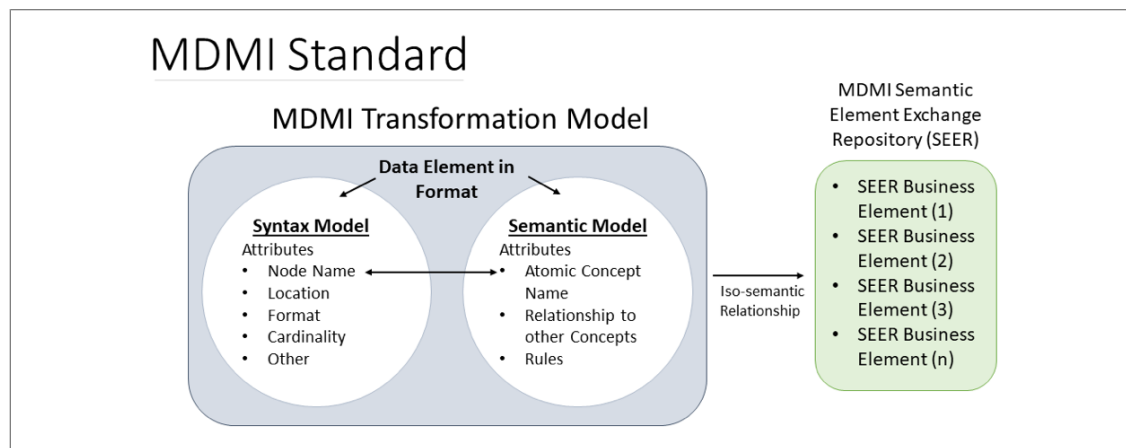 MDMI Standard
MDMI Transformation Model
Data Element in
Format
Syntax Model
Attributes
• Node Name
• Location
• Format
• Cardinality
• Other
Semantic Model
Attributes
• Atomic Concept
Name
• Relationship to
other Concepts
• Rules
Iso-semantic
Relationship
MDMI Semantic
Element Exchange
Repository (SEER)
• SEER Business
Element (1)
• SEER Business
Element (2)
• SEER Business
Element (3)
• SEER Business
Element (n)